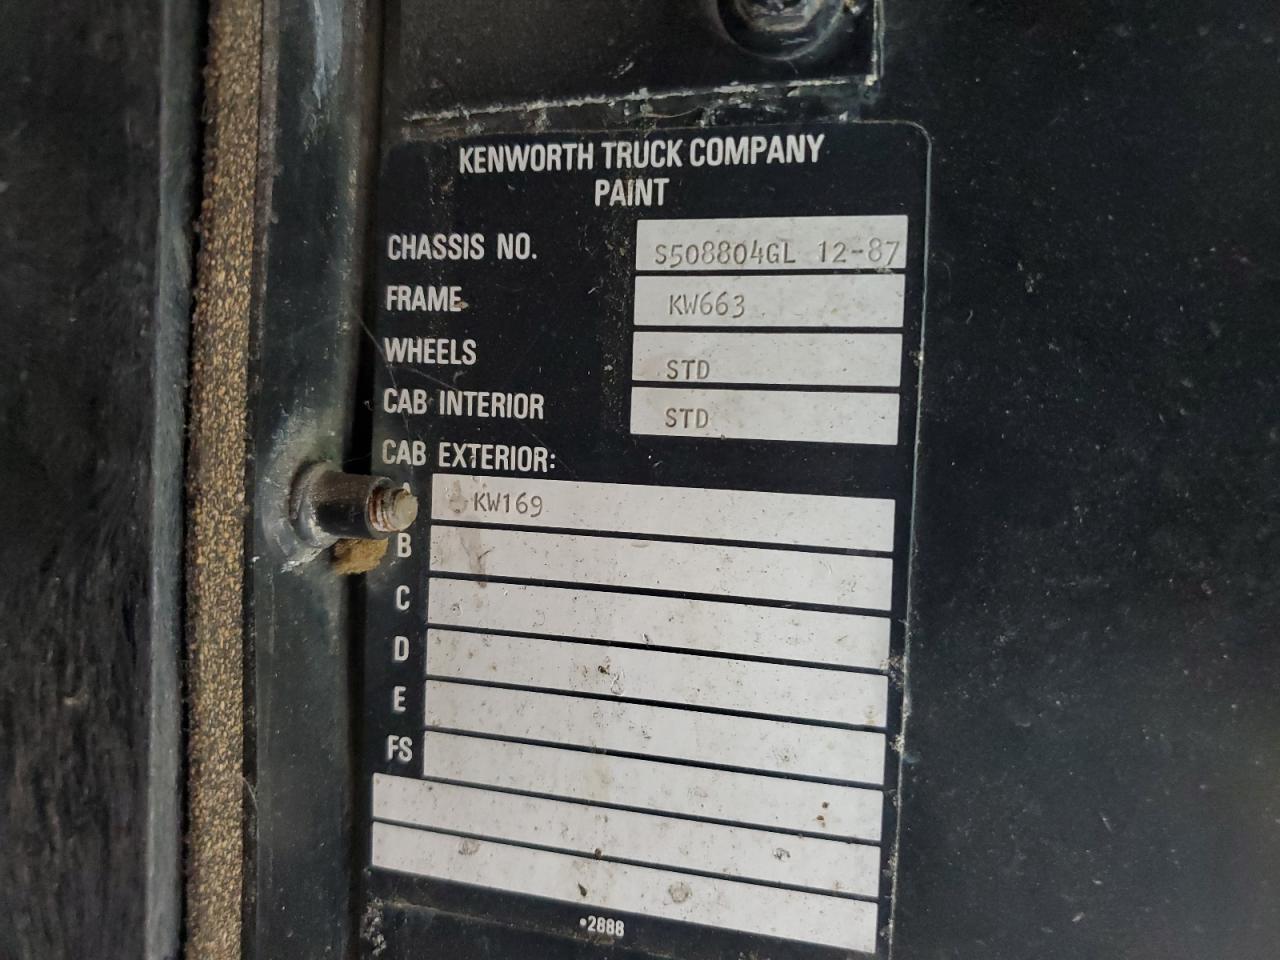 KENWORTH TRUCK COMPANY
PAINT
CHASSIS NO. S508804GL 12-87
FRAME KW663
WHEELS STD
CAB INTERIOR STD
CAB EXTERIOR:
A KW169
B
C
D
E
FS
•2888